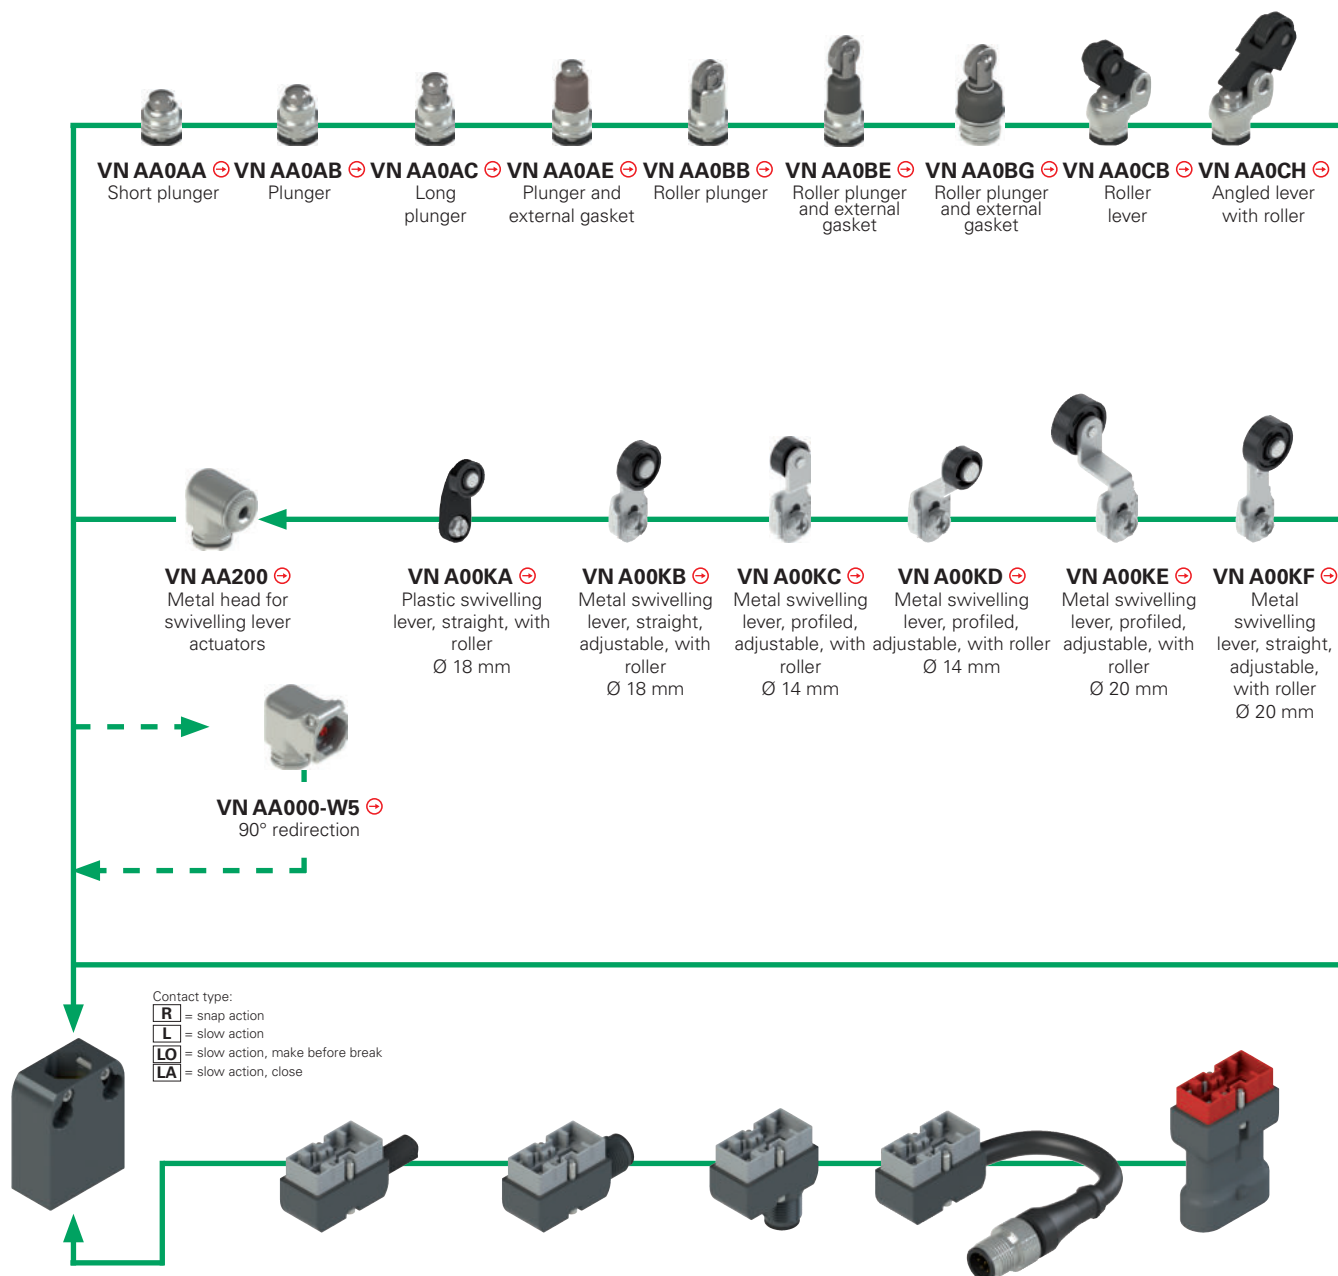 VN AA0AA
Short plunger
VN AA0AB
Plunger
VN AA0AC
Long
plunger
VN AA0AE
Plunger and
external gasket
VN AA0BB
Roller plunger
VN AA0BE
Roller plunger
and external
gasket
VN AA0BG
Roller plunger
and external
gasket
VN AA0CB
Roller
lever
VN AA0CH
Angled lever
with roller
VN AA200
Metal head for
swivelling lever
actuators
VN A00KA
Plastic swivelling
lever, straight, with
roller
Ø 18 mm
VN A00KB
Metal swivelling
lever, straight,
adjustable, with
roller
Ø 18 mm
VN A00KC
Metal swivelling
lever, profiled,
adjustable, with
roller
Ø 14 mm
VN A00KD
Metal swivelling
lever, profiled,
adjustable, with roller
Ø 14 mm
VN A00KE
Metal swivelling
lever, profiled,
adjustable, with
roller
Ø 20 mm
VN A00KF
Metal
swivelling
lever, straight,
adjustable,
with roller
Ø 20 mm
VN AA000-W5
90° redirection
Contact type:
R = snap action
L = slow action
LO = slow action, make before break
LA = slow action, close